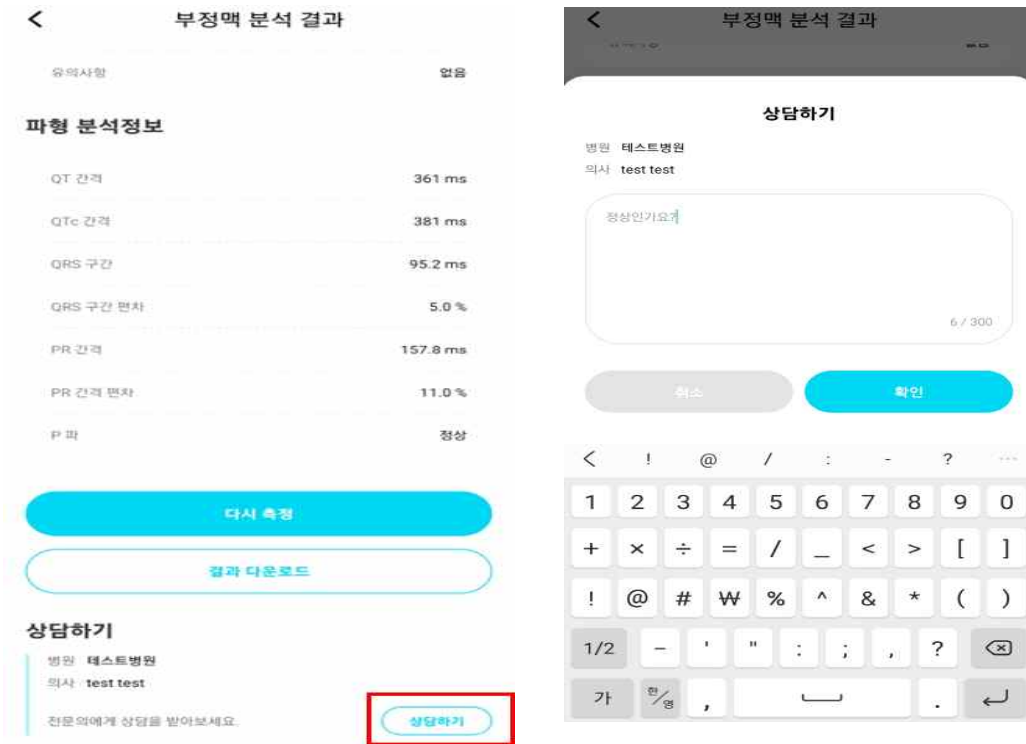 부정맥 분석 결과
유의사항 없음
파형 분석정보
QT 간격 361 ms
QTc 간격 381 ms
QRS 구간 95.2 ms
QRS 구간 편차 5.0 %
PR 간격 157.8 ms
PR 간격 편차 11.0 %
P 파 정상
다시 측정
결과 다운로드
상담하기
병원 테스트병원
의사 test test
전문의에게 상담을 받아보세요. 상담하기
부정맥 분석 결과
상담하기
병원 테스트병원
의사 test test
정상인가요?
6 / 300
취소 확인
! @ / : - ? ...
1 2 3 4 5 6 7 8 9 0
+ × ÷ = / _ < > [ ]
! @ # ₩ % ^ & * ( )
1/2 - ' " : ; , ?
가 한/영 , .